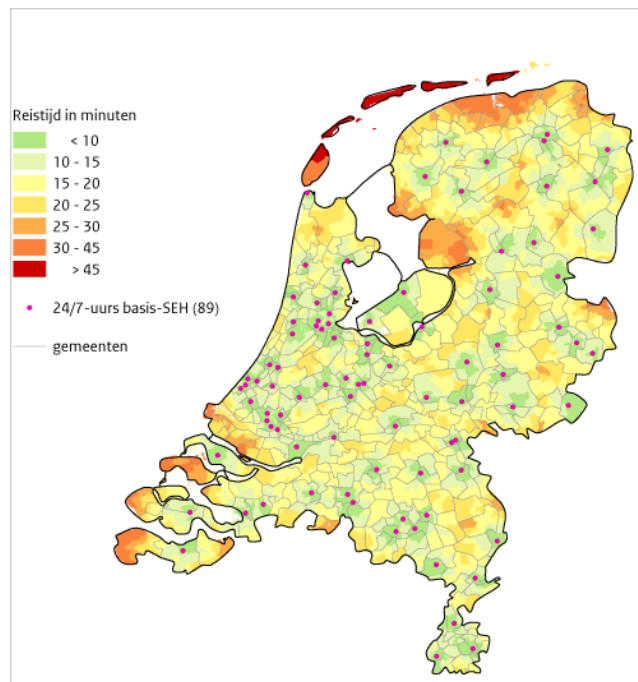 Reistijd in minuten
< 10
10 - 15
15 - 20
20 - 25
25 - 30
30 - 45
> 45
24/7-uurs basis-SEH (89)
gemeenten